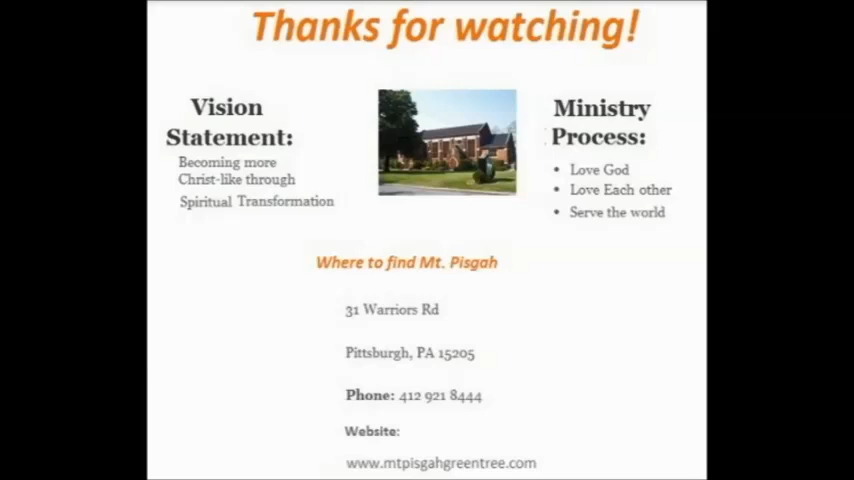 Thanks for watching!
Vision
Statement:
Becoming more
Christ-like through
Spiritual Transformation
Ministry
Process:
• Love God
• Love Each other
• Serve the world
Where to find Mt. Pisgah
31 Warriors Rd
Pittsburgh, PA 15205
Phone: 412 921 8444
Website:
www.mtpisgahgreentree.com